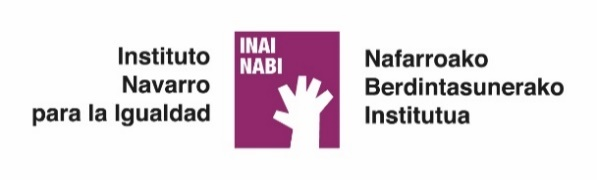 Instituto
Navarro
para la Igualdad
INAI
NABI
Nafarroako
Berdintasunerako
Institutua